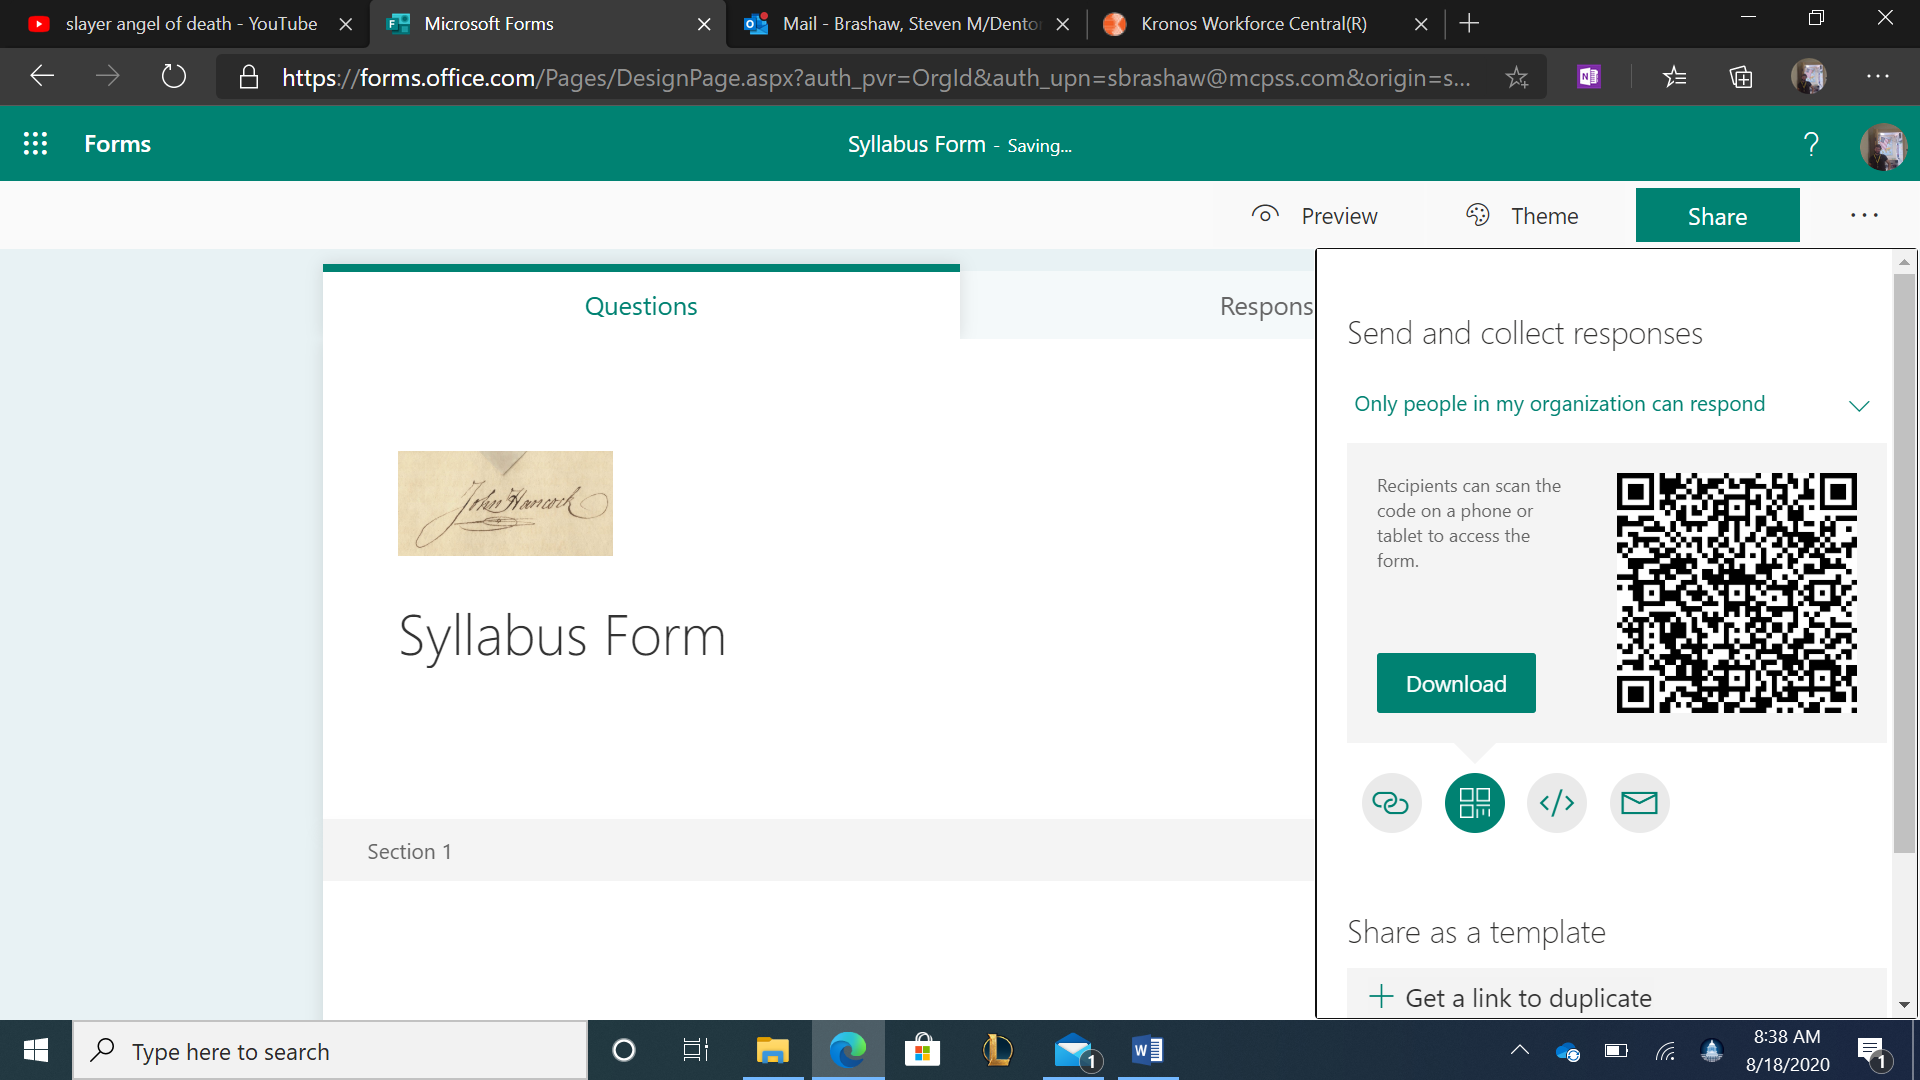 slayer angel of death - YouTube
Microsoft Forms
Mail - Brashaw, Steven M/Dento
Kronos Workforce Central(R)
https://forms.office.com/Pages/DesignPage.aspx?auth_pvr=OrgId&auth_upn=sbrashaw@mcpss.com&origin=s...
Forms
Syllabus Form - Saving...
?
Preview
Theme
Share
Questions
Respons
Send and collect responses
Only people in my organization can respond
Recipients can scan the
code on a phone or
tablet to access the
form.
Download
John Hancock
Syllabus Form
Section 1
Share as a template
Get a link to duplicate
Type here to search
1
8:38 AM
8/18/2020
1